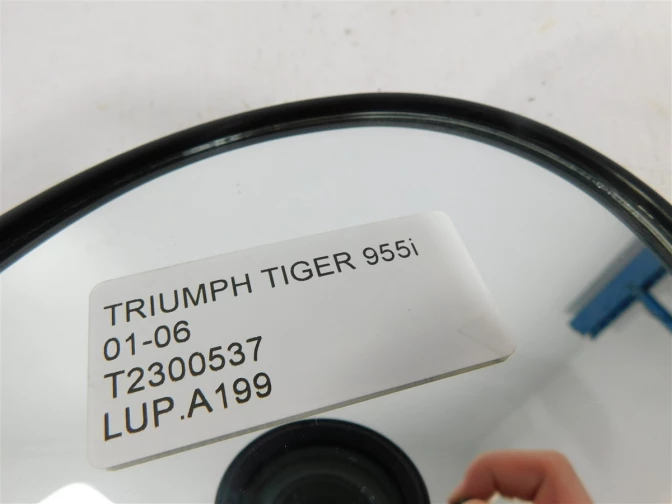 TRIUMPH TIGER 955i
01-06
T2300537
LUP.A199